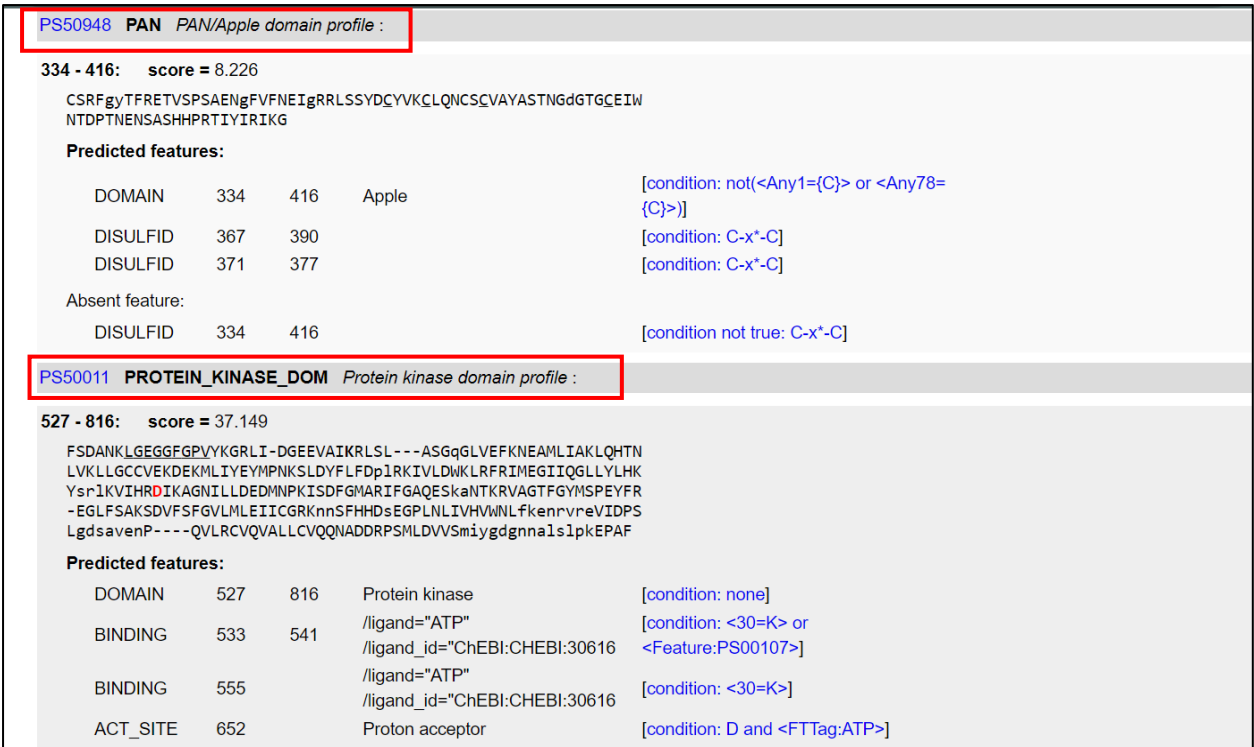 PS50948 PAN PAN/Apple domain profile :
334 - 416: score = 8.226
CSRFgyTFRETVSPSAENgFVFNEIgRRLSSYDCYVKCLQNCSCVAYASTNGdGTGCEIW
NTDPTNENSASHHPRTIYIRIKG
Predicted features:
DOMAIN 334 416 Apple [condition: not(<Any1={C}> or <Any78=
{C}>)]
DISULFID 367 390 [condition: C-x*-C]
DISULFID 371 377 [condition: C-x*-C]
Absent feature:
DISULFID 334 416 [condition not true: C-x*-C]
PS50011 PROTEIN_KINASE_DOM Protein kinase domain profile :
527 - 816: score = 37.149
FSDANKLGEGGFGPVYKGRLI-DGEEVAIKRLSL---ASGqGLVEFKNEAMLIAKLQHTN
LVKLLGCCVEKDEKMLIYEYMPNKSLDYFLFDplRKIVLDWKLRFRIMEGIIQGLLYLHK
YsrlKVIHRDIKAGNILLDEDMNPKISDFGMARIFGAQESkaNTKRVAGTFGYMSPEYFR
-EGLFSAKSDVFSFGVLMLEIICGRKnnSFHHDsEGPLNLIVHVWNLfkenrvreVIDPS
LgdsavenP----QVLRCVQVALLCVQQNADDRPSMLDVVSmiygdgnnalslpkEPAF
Predicted features:
DOMAIN 527 816 Protein kinase [condition: none]
BINDING 533 541 /ligand="ATP" [condition: <30=K> or
/ligand_id="ChEBI:CHEBI:30616 <Feature:PS00107>]
BINDING 555 /ligand="ATP" [condition: <30=K>]
/ligand_id="ChEBI:CHEBI:30616
ACT_SITE 652 Proton acceptor [condition: D and <FTTag:ATP>]